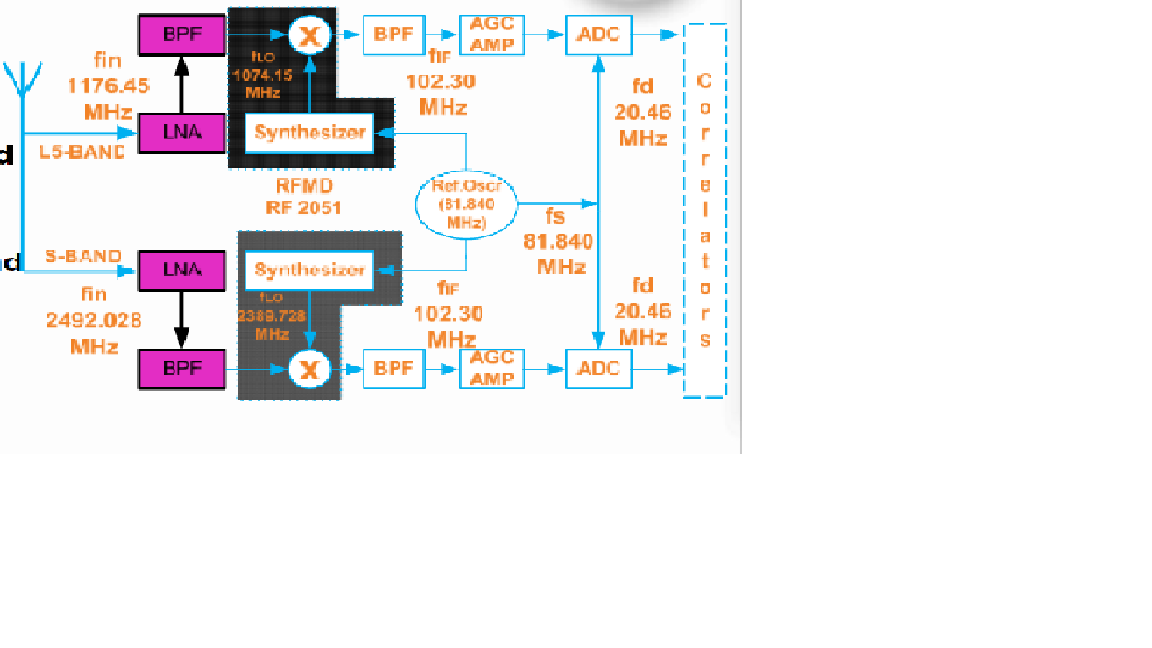 BPF
X
BPF
AGC
AMP
ADC
fin
1176.45
MHz
fLO
1074.15
MHz
fIF
102.30
MHz
fd
20.46
MHz
Correlators
LNA
Synthesizer
L5-BAND
d
RFMD
RF 2051
Ref.Oscr
(81.840
MHz)
fs
81.840
MHz
S-BAND
nd
LNA
Synthesizer
fin
2492.028
MHz
fLO
2389.728
MHz
fIF
102.30
MHz
fd
20.46
MHz
BPF
X
BPF
AGC
AMP
ADC